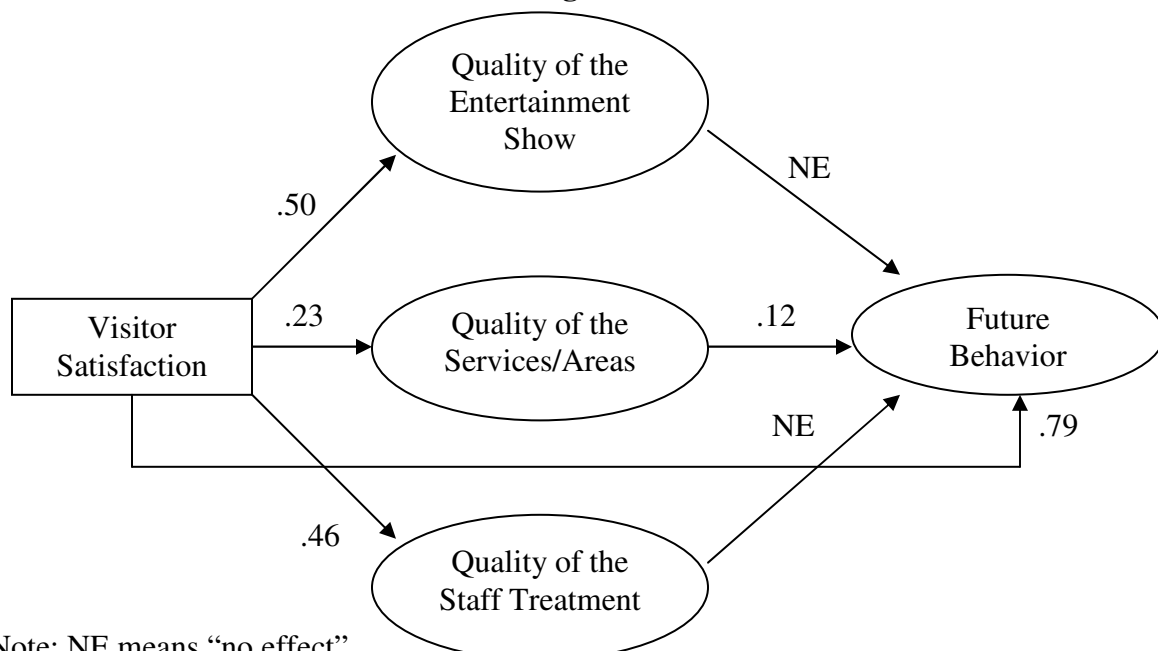 Quality of the
Entertainment
Show
NE
.50
Visitor
Satisfaction
.23
Quality of the
Services/Areas
.12
Future
Behavior
NE
.79
.46
Quality of the
Staff Treatment
Note: NE means “no effect”